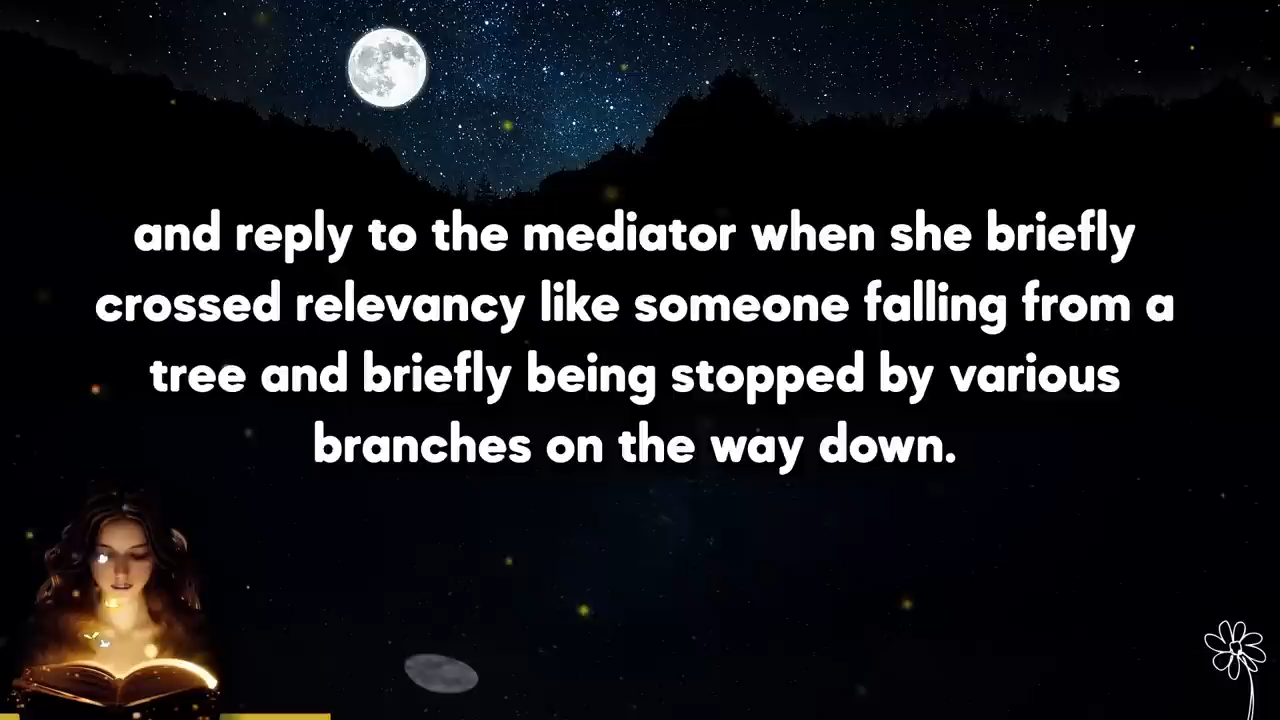 and reply to the mediator when she briefly
crossed relevancy like someone falling from a
tree and briefly being stopped by various
branches on the way down.